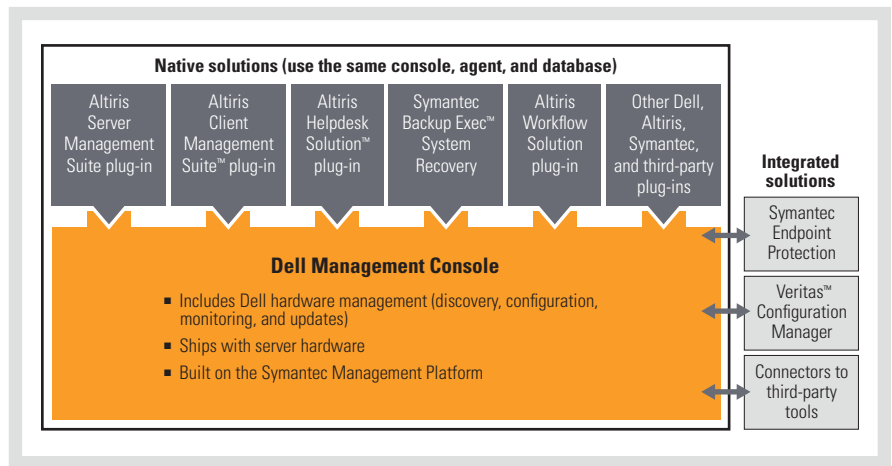 Native solutions (use the same console, agent, and database)
Altiris
Server
Management
Suite plug-in
Altiris
Client
Management
Suite™ plug-in
Altiris
Helpdesk
Solution™
plug-in
Symantec
Backup Exec™
System
Recovery
Altiris
Workflow
Solution
plug-in
Other Dell,
Altiris,
Symantec,
and third-party
plug-ins
Integrated
solutions
Symantec
Endpoint
Protection
Veritas™
Configuration
Manager
Connectors to
third-party
tools
Dell Management Console
▪ Includes Dell hardware management (discovery, configuration,
monitoring, and updates)
▪ Ships with server hardware
▪ Built on the Symantec Management Platform